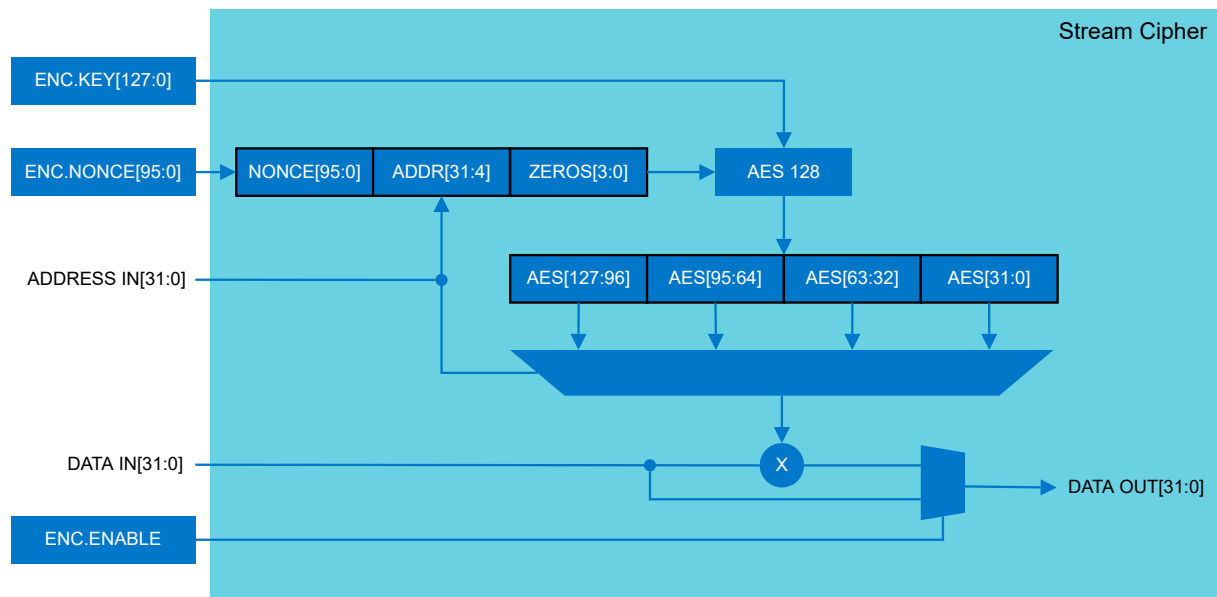 Stream Cipher
ENC.KEY[127:0]
ENC.NONCE[95:0]
NONCE[95:0]
ADDR[31:4]
ZEROS[3:0]
AES 128
ADDRESS IN[31:0]
AES[127:96]
AES[95:64]
AES[63:32]
AES[31:0]
DATA IN[31:0]
X
DATA OUT[31:0]
ENC.ENABLE